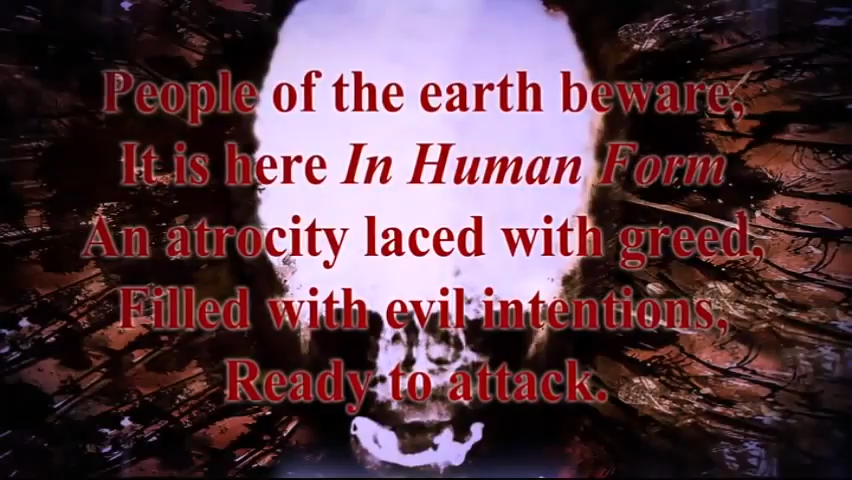 People of the earth beware,
It is here In Human Form
An atrocity laced with greed,
Filled with evil intentions,
Ready to attack.